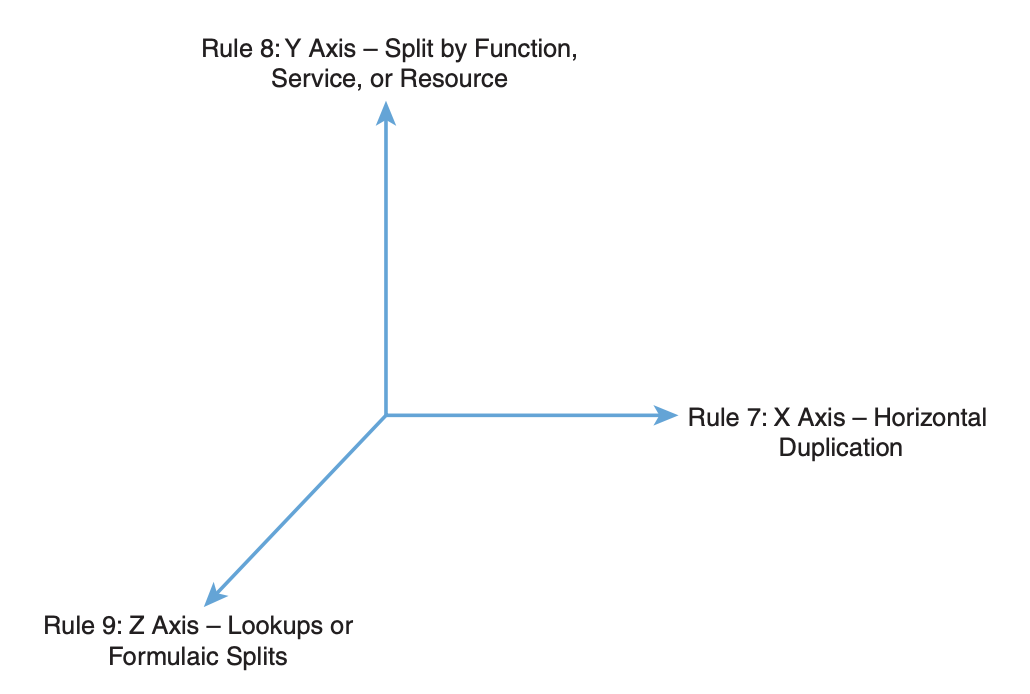 Rule 8: Y Axis – Split by Function,
Service, or Resource
Rule 7: X Axis – Horizontal
Duplication
Rule 9: Z Axis – Lookups or
Formulaic Splits